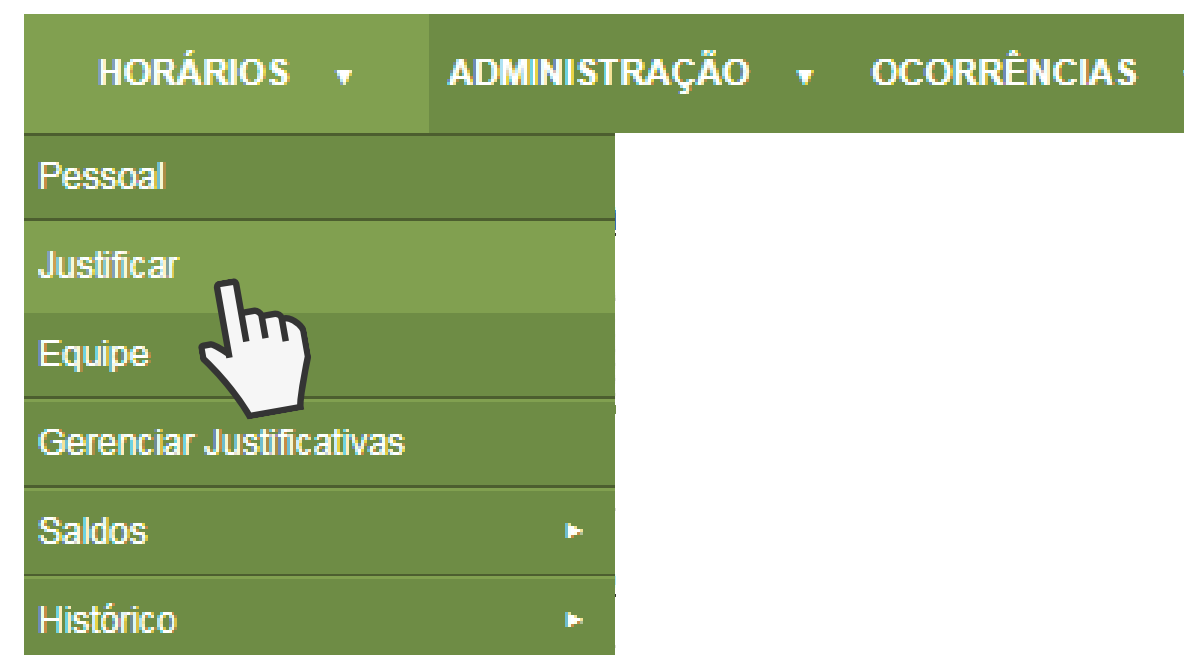 HORÁRIOS ▼ ADMINISTRAÇÃO ▼ OCORRÊNCIAS
Pessoal
Justificar
Equipe
Gerenciar Justificativas
Saldos ►
Histórico ►